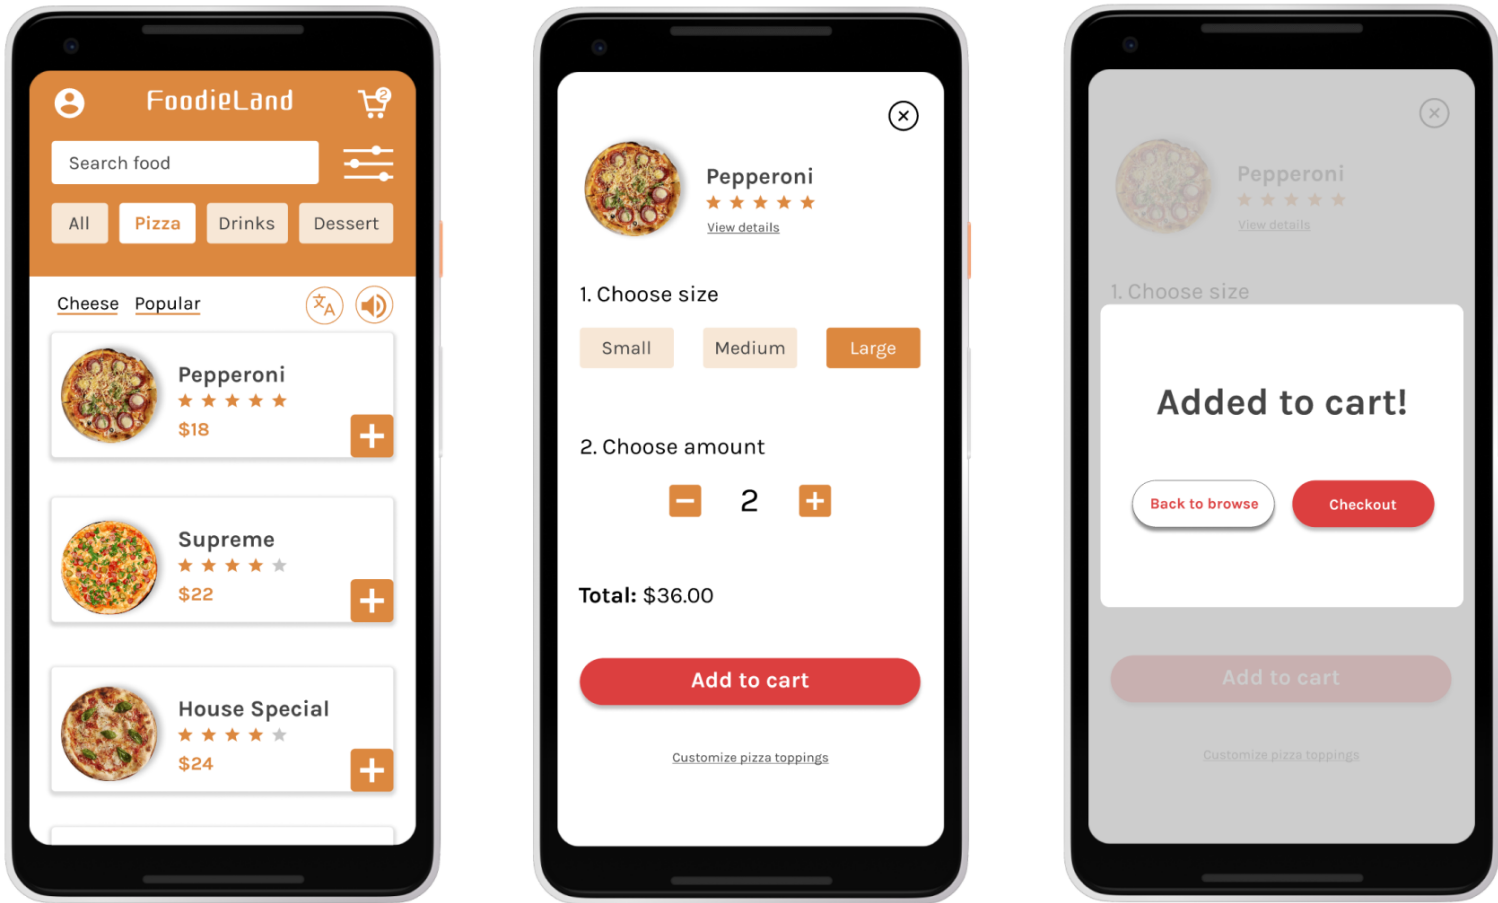 FoodieLand
2
Search food
All Pizza Drinks Dessert
Cheese Popular
文A
Pepperoni
$18
Supreme
$22
House Special
$24
Pepperoni
View details
1. Choose size
Small Medium Large
2. Choose amount
2
Total: $36.00
Add to cart
Customize pizza toppings
Pepperoni
View details
1. Choose size
Added to cart!
Back to browse Checkout
Add to cart
Customize pizza toppings